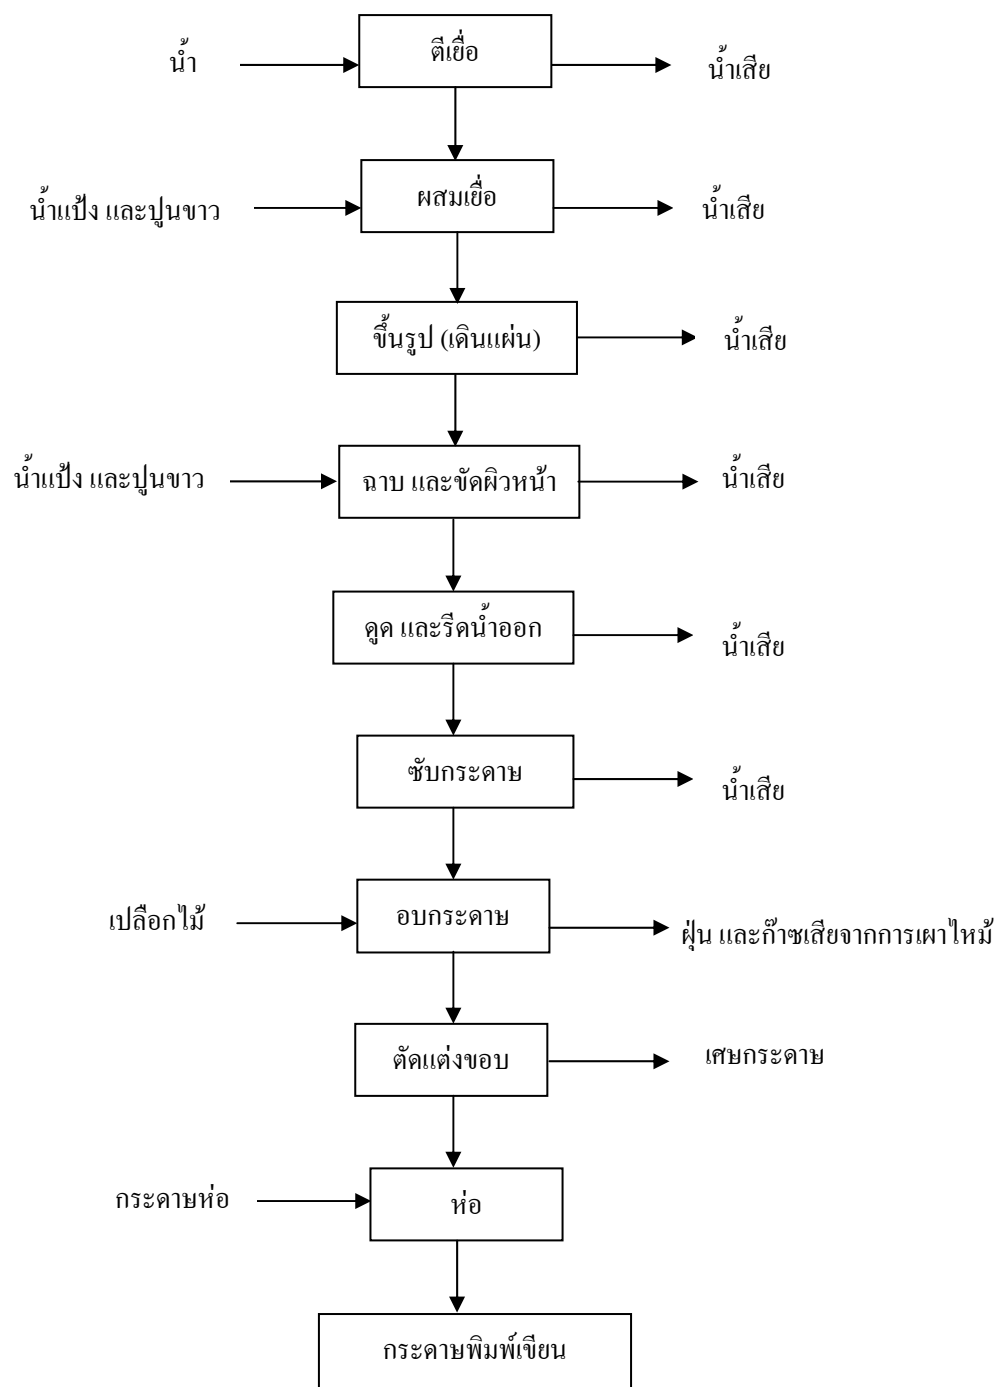 น้ำ
ตีเยื่อ
น้ำเสีย
น้ำแป้ง และปูนขาว
ผสมเยื่อ
น้ำเสีย
ขึ้นรูป (เดินแผ่น)
น้ำเสีย
น้ำแป้ง และปูนขาว
ฉาบ และขัดผิวหน้า
น้ำเสีย
ดูด และรีดน้ำออก
น้ำเสีย
ซับกระดาษ
น้ำเสีย
เปลือกไม้
อบกระดาษ
ฝุ่น และก๊าซเสียจากการเผาไหม้
ตัดแต่งขอบ
เศษกระดาษ
กระดาษห่อ
ห่อ
กระดาษพิมพ์เขียน